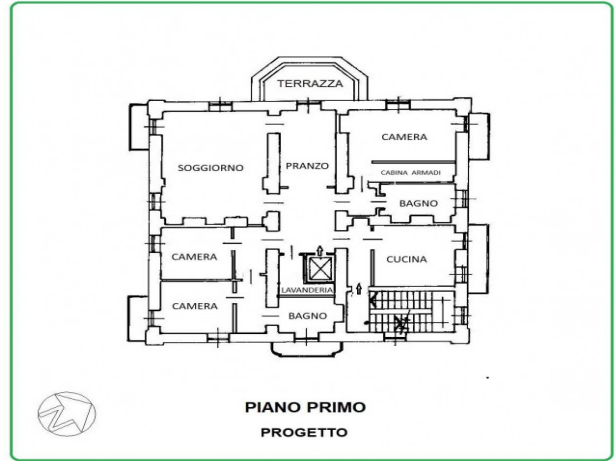 TERRAZZA
CAMERA
SOGGIORNO
PRANZO
CABINA ARMADI
BAGNO
CAMERA
CUCINA
LAVANDERIA
CAMERA
BAGNO
PIANO PRIMO
PROGETTO